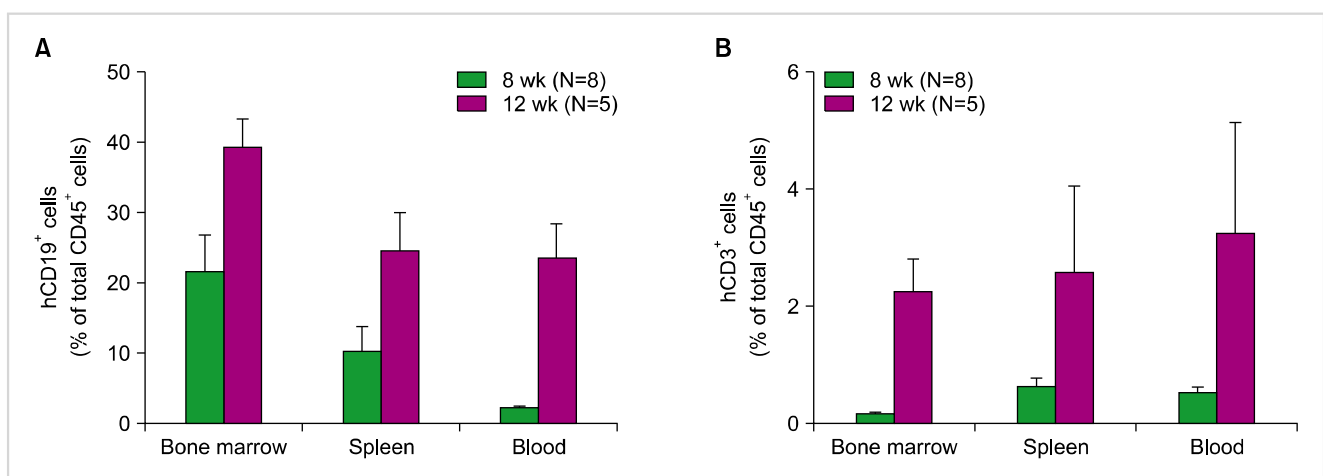 A
50
40
30
20
10
0
hCD19⁺ cells
(% of total CD45⁺ cells)
8 wk (N=8)
12 wk (N=5)
Bone marrow
Spleen
Blood
B
6
4
2
0
hCD3⁺ cells
(% of total CD45⁺ cells)
8 wk (N=8)
12 wk (N=5)
Bone marrow
Spleen
Blood